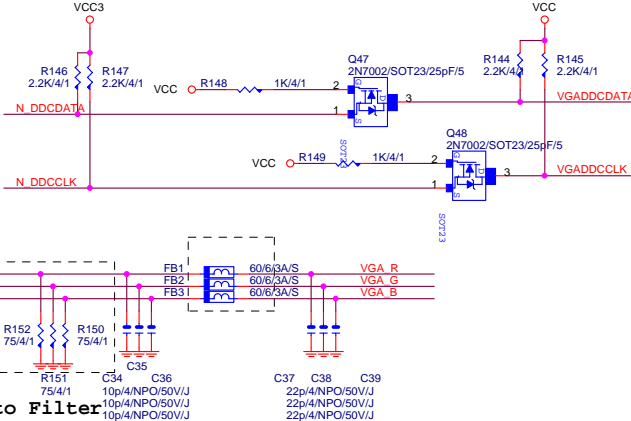 VCC3
VCC
R146
2.2K/4/1
R147
2.2K/4/1
VCC
R148
1K/4/1
Q47
2N7002/SOT23/25pF/5
2
G
D
3
1
S
R144
2.2K/4/1
R145
2.2K/4/1
N_DDCDATA
VGADDCDATA
SOT23
Q48
2N7002/SOT23/25pF/5
VCC
R149
1K/4/1
2
G
D
3
1
S
N_DDCCLK
VGADDCCLK
SOT23
FB1
60/6/3A/S
VGA_R
FB2
60/6/3A/S
VGA_G
FB3
60/6/3A/S
VGA_B
R152
75/4/1
R150
75/4/1
R151
75/4/1
C35
C34
C36
10p/4/NPO/50V/J
10p/4/NPO/50V/J
10p/4/NPO/50V/J
C37
C38
C39
22p/4/NPO/50V/J
22p/4/NPO/50V/J
22p/4/NPO/50V/J
to Filter